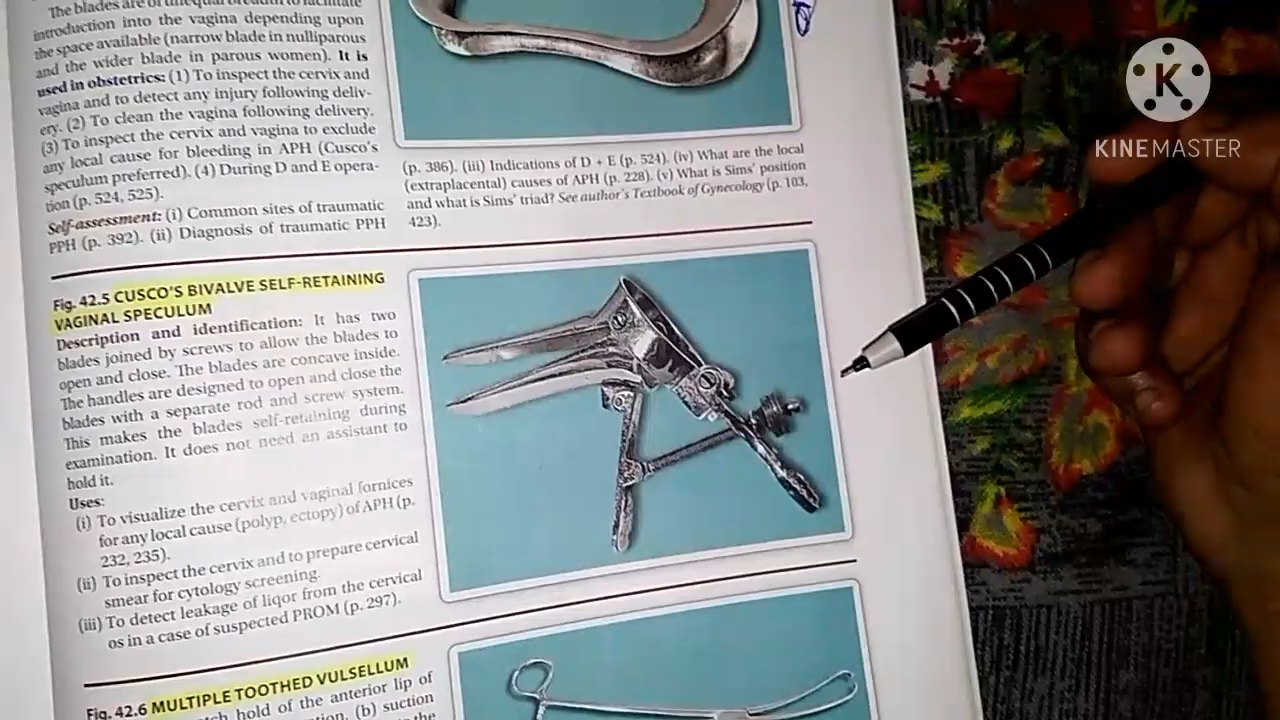 The blades are of unequal breadth to facilitate
introduction into the vagina depending upon
the space available (narrow blade in nulliparous
and the wider blade in parous women). It is
used in obstetrics: (1) To inspect the cervix and
vagina and to detect any injury following deliv-
ery. (2) To clean the vagina following delivery.
(3) To inspect the cervix and vagina to exclude
any local cause for bleeding in APH (Cusco's
speculum preferred). (4) During D and E opera-
tion (p. 524, 525).
Self-assessment: (i) Common sites of traumatic
PPH (p. 392). (ii) Diagnosis of traumatic PPH
(p. 386). (iii) Indications of D + E (p. 524). (iv) What are the local
(extraplacental) causes of APH (p. 228). (v) What is Sims' position
and what is Sims' triad? See author's Textbook of Gynecology (p. 103,
423).
Fig. 42.5 CUSCO'S BIVALVE SELF-RETAINING
VAGINAL SPECULUM
Description and identification: It has two
blades joined by screws to allow the blades to
open and close. The blades are concave inside.
The handles are designed to open and close the
blades with a separate rod and screw system.
This makes the blades self-retaining during
examination. It does not need an assistant to
hold it.
Uses:
(i) To visualize the cervix and vaginal fornices
for any local cause (polyp, ectopy) of APH (p.
232, 235).
(ii) To inspect the cervix and to prepare cervical
smear for cytology screening.
(iii) To detect leakage of liqor from the cervical
os in a case of suspected PROM (p. 297).
Fig. 42.6 MULTIPLE TOOTHED VULSELLUM
hold of the anterior lip of
(b) suction
the
K
KINEMASTER